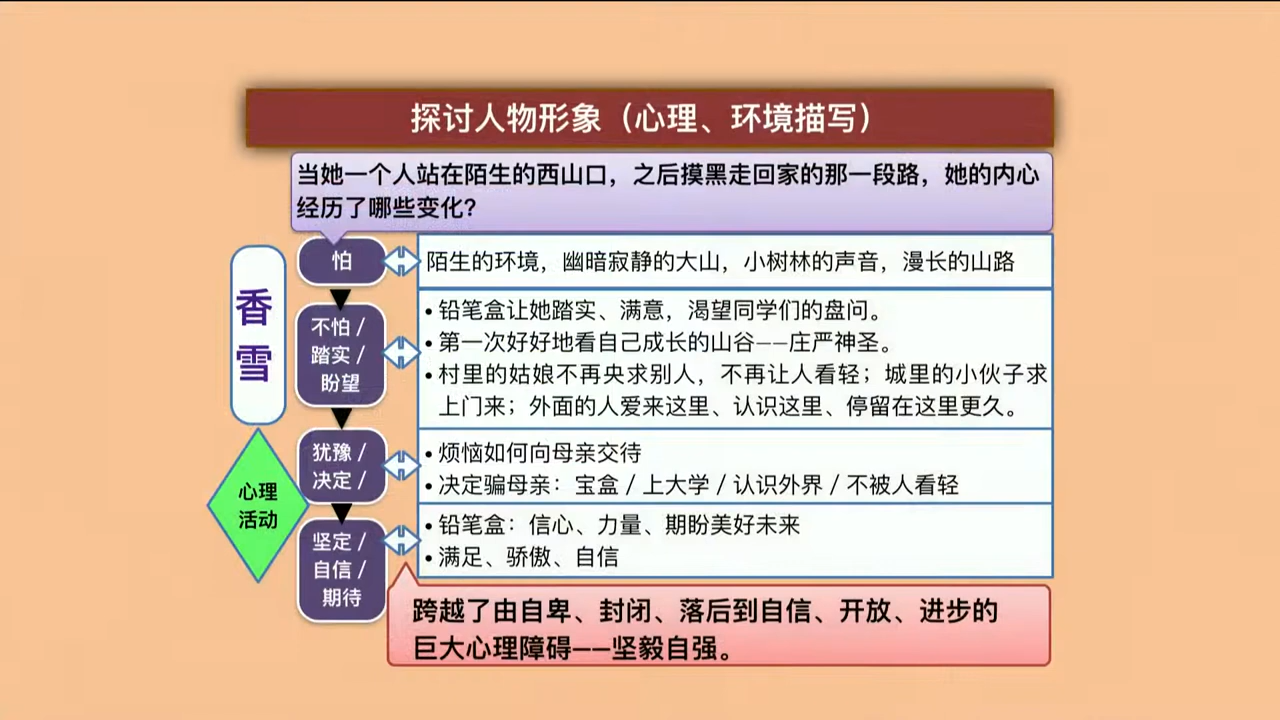 探讨人物形象（心理、环境描写）
当她一个人站在陌生的西山口，之后摸黑走回家的那一段路，她的内心
经历了哪些变化？
香
雪
心理
活动
怕
陌生的环境，幽暗寂静的大山，小树林的声音，漫长的山路
不怕 /
踏实 /
盼望
• 铅笔盒让她踏实、满意，渴望同学们的盘问。
• 第一次好好地看自己成长的山谷——庄严神圣。
• 村里的姑娘不再央求别人，不再让人看轻；城里的小伙子求
上门来；外面的人爱来这里、认识这里、停留在这里更久。
犹豫 /
决定 /
• 烦恼如何向母亲交待
• 决定骗母亲：宝盒 / 上大学 / 认识外界 / 不被人看轻
坚定 /
自信 /
期待
• 铅笔盒：信心、力量、期盼美好未来
• 满足、骄傲、自信
跨越了由自卑、封闭、落后到自信、开放、进步的
巨大心理障碍——坚毅自强。